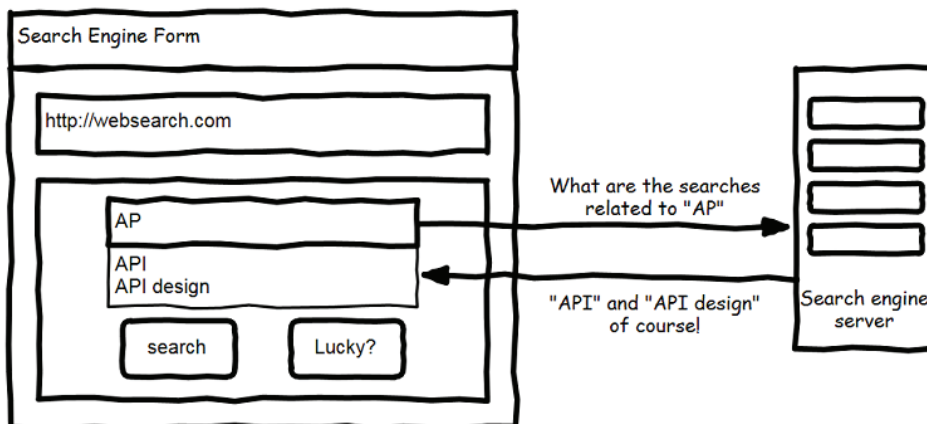 Search Engine Form
http://websearch.com
AP
API
API design
search
Lucky?
What are the searches
related to "AP"
"API" and "API design"
of course!
Search engine
server